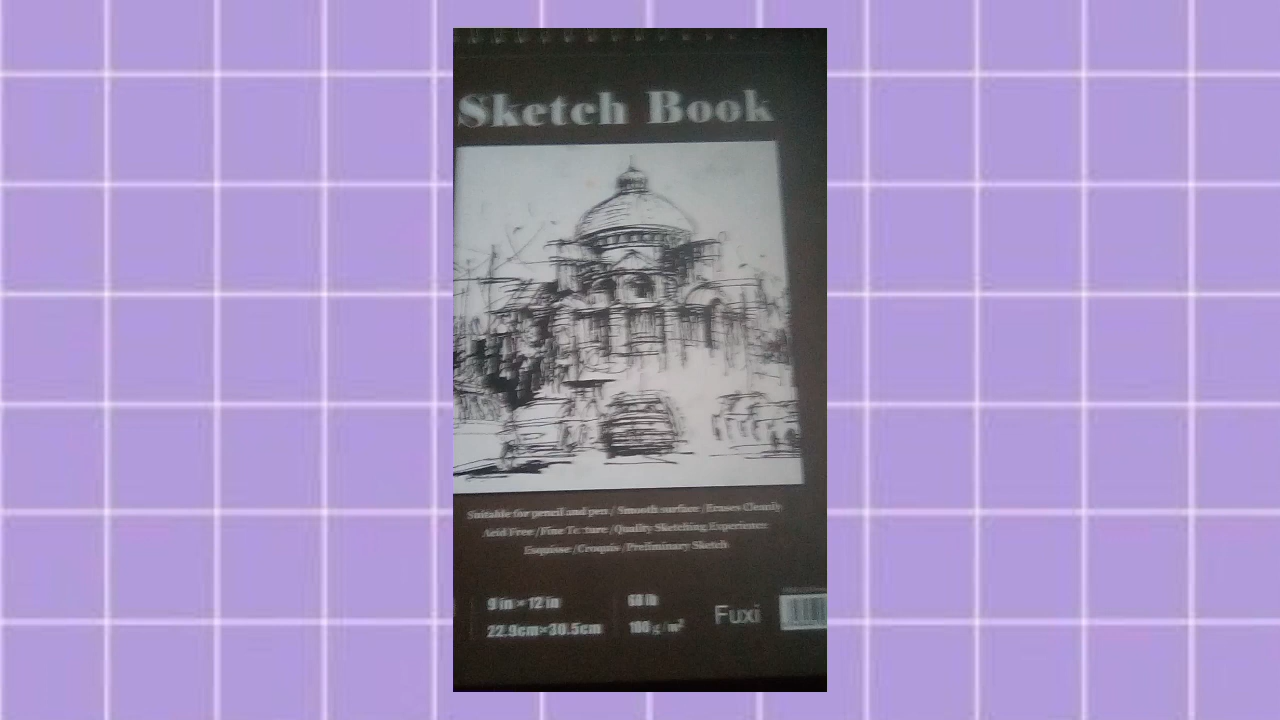 Sketch Book
Suitable for pencil and pen / Smooth surface / Erases Cleanly
Acid Free / Fine Texture / Quality Sketching Experience
Esquisse / Croquis / Preliminary Sketch
9 in × 12 in
22.9cm×30.5cm
68 lb
100 g/m²
Fuxi